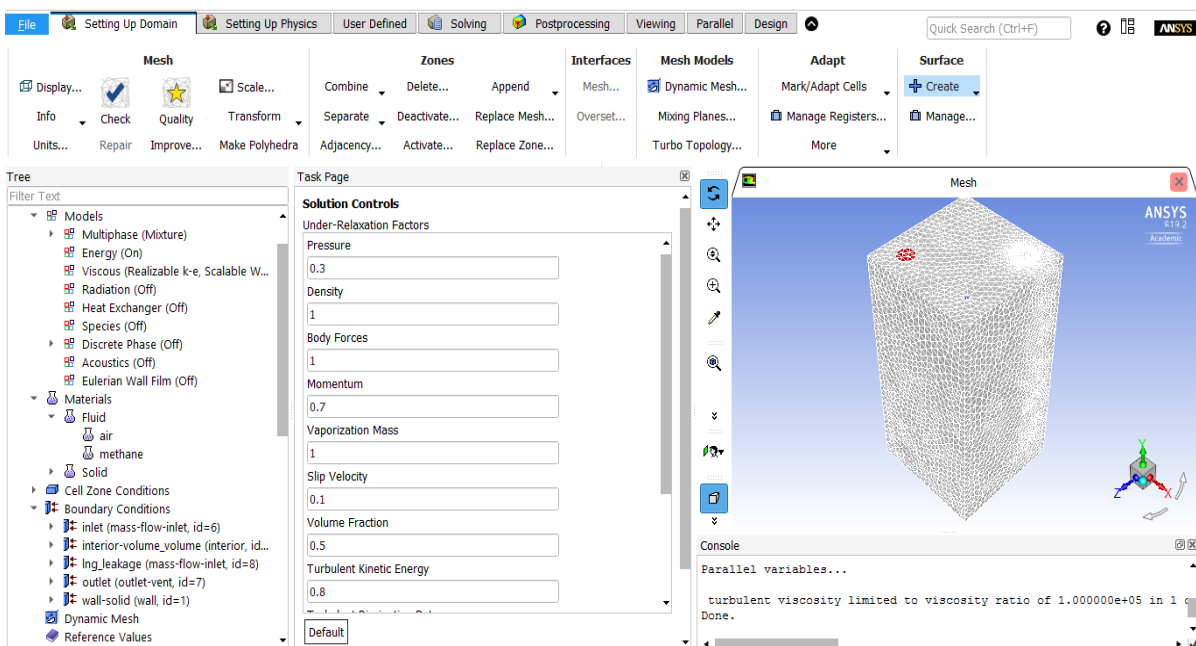 File Setting Up Domain Setting Up Physics User Defined Solving Postprocessing Viewing Parallel Design Quick Search (Ctrl+F) ANSYS
Mesh Zones Interfaces Mesh Models Adapt Surface
Display... Scale... Combine Delete... Append Mesh... Dynamic Mesh... Mark/Adapt Cells Create
Info Check Quality Transform Separate Deactivate... Replace Mesh... Overset... Mixing Planes... Manage Registers... Manage...
Units... Repair Improve... Make Polyhedra Adjacency... Activate... Replace Zone... Turbo Topology... More
Tree
Filter Text
Models
Multiphase (Mixture)
Energy (On)
Viscous (Realizable k-e, Scalable W...
Radiation (Off)
Heat Exchanger (Off)
Species (Off)
Discrete Phase (Off)
Acoustics (Off)
Eulerian Wall Film (Off)
Materials
Fluid
air
methane
Solid
Cell Zone Conditions
Boundary Conditions
inlet (mass-flow-inlet, id=6)
interior-volume_volume (interior, id...
lng_leakage (mass-flow-inlet, id=8)
outlet (outlet-vent, id=7)
wall-solid (wall, id=1)
Dynamic Mesh
Reference Values
Task Page
Solution Controls
Under-Relaxation Factors
Pressure
0.3
Density
1
Body Forces
1
Momentum
0.7
Vaporization Mass
1
Slip Velocity
0.1
Volume Fraction
0.5
Turbulent Kinetic Energy
0.8
Default
Mesh
ANSYS
R19.2
Academic
Y
Z
X
Console
Parallel variables...
turbulent viscosity limited to viscosity ratio of 1.000000e+05 in 1
Done.